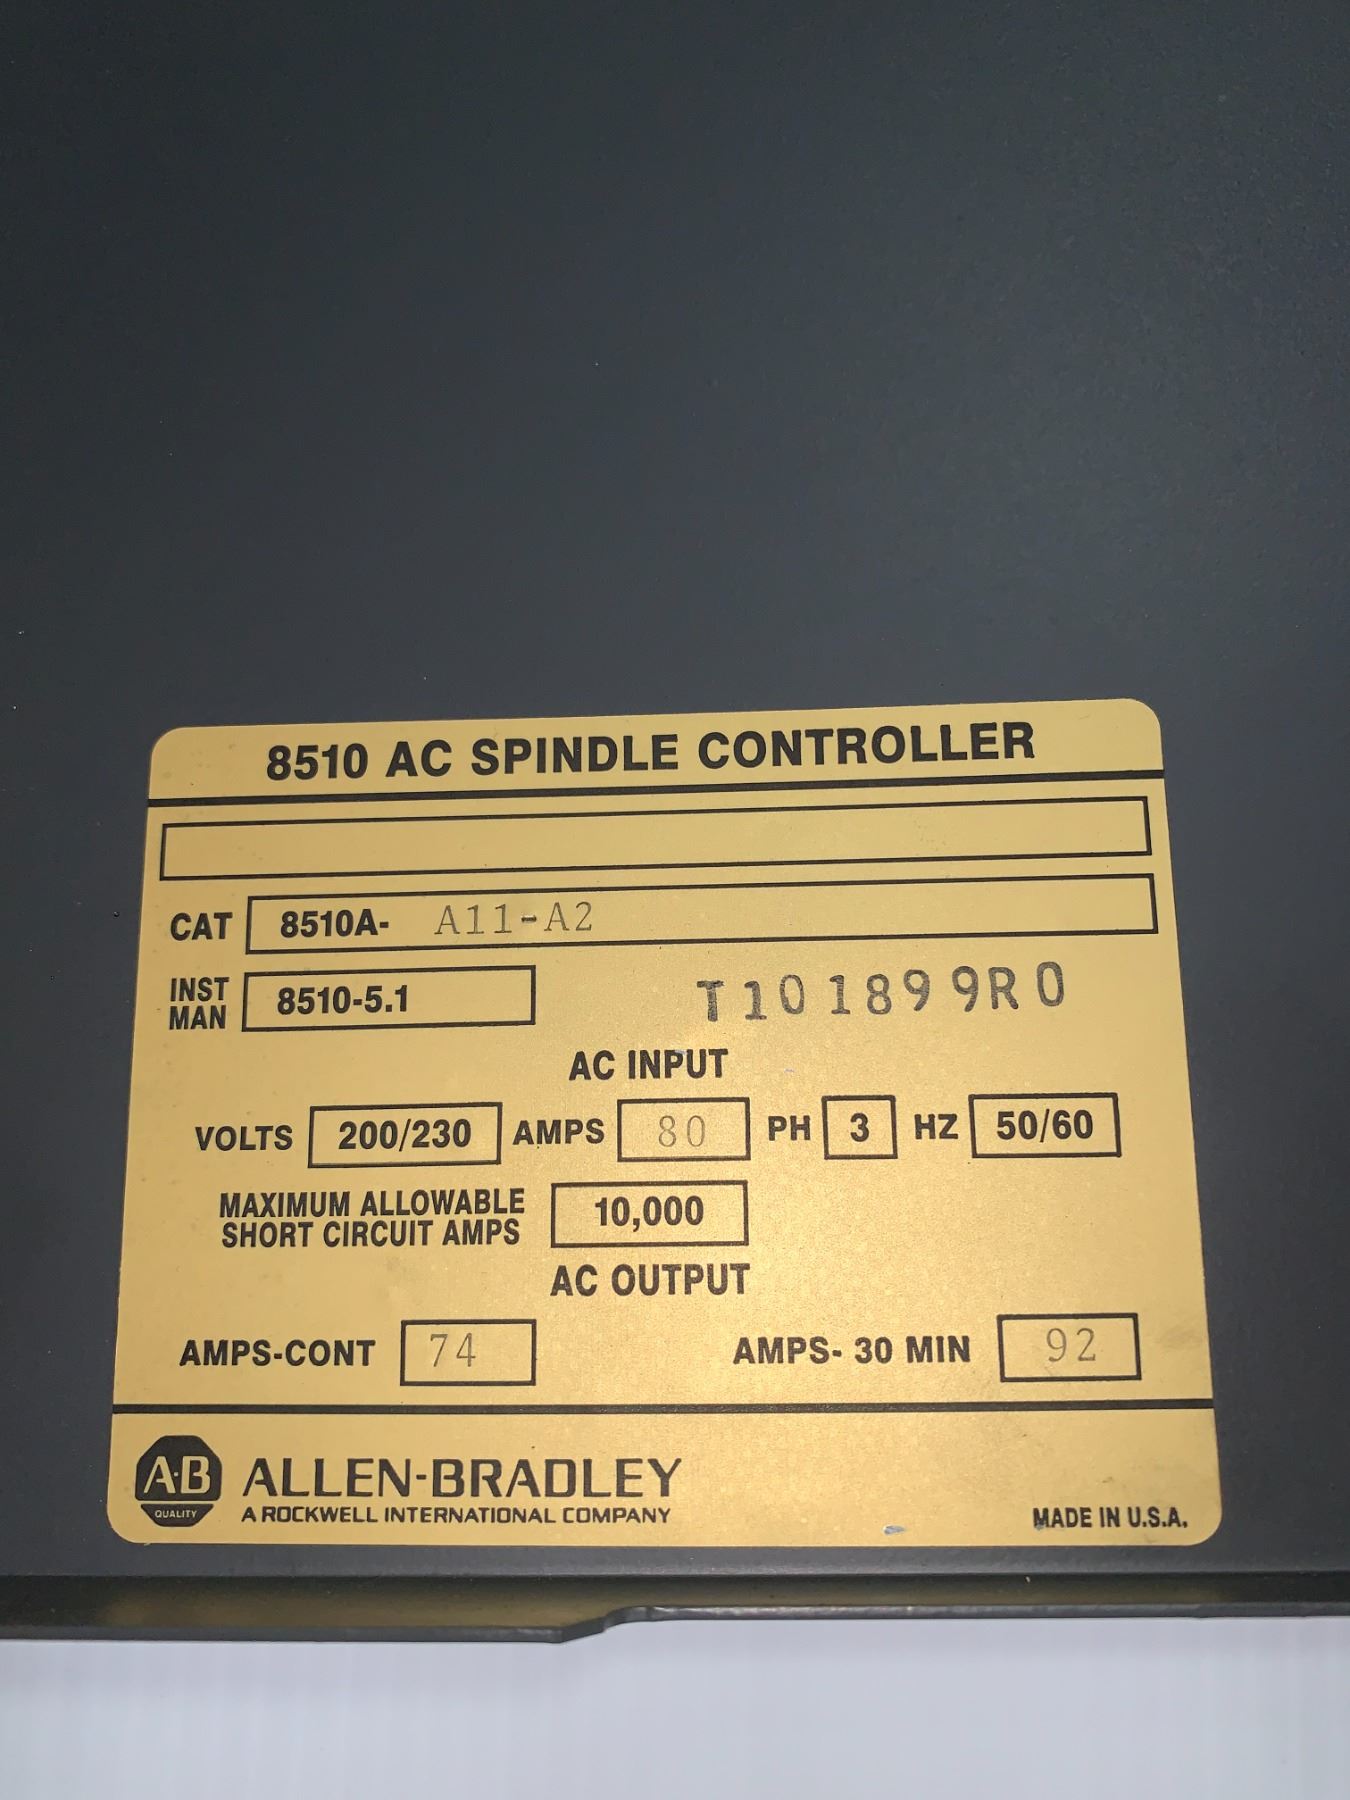 8510 AC SPINDLE CONTROLLER
CAT 8510A- A11-A2
INST MAN 8510-5.1 T101899R0
AC INPUT
VOLTS 200/230 AMPS 80 PH 3 HZ 50/60
MAXIMUM ALLOWABLE
SHORT CIRCUIT AMPS 10,000
AC OUTPUT
AMPS-CONT 74 AMPS- 30 MIN 92
A-B QUALITY
ALLEN-BRADLEY
A ROCKWELL INTERNATIONAL COMPANY
MADE IN U.S.A.